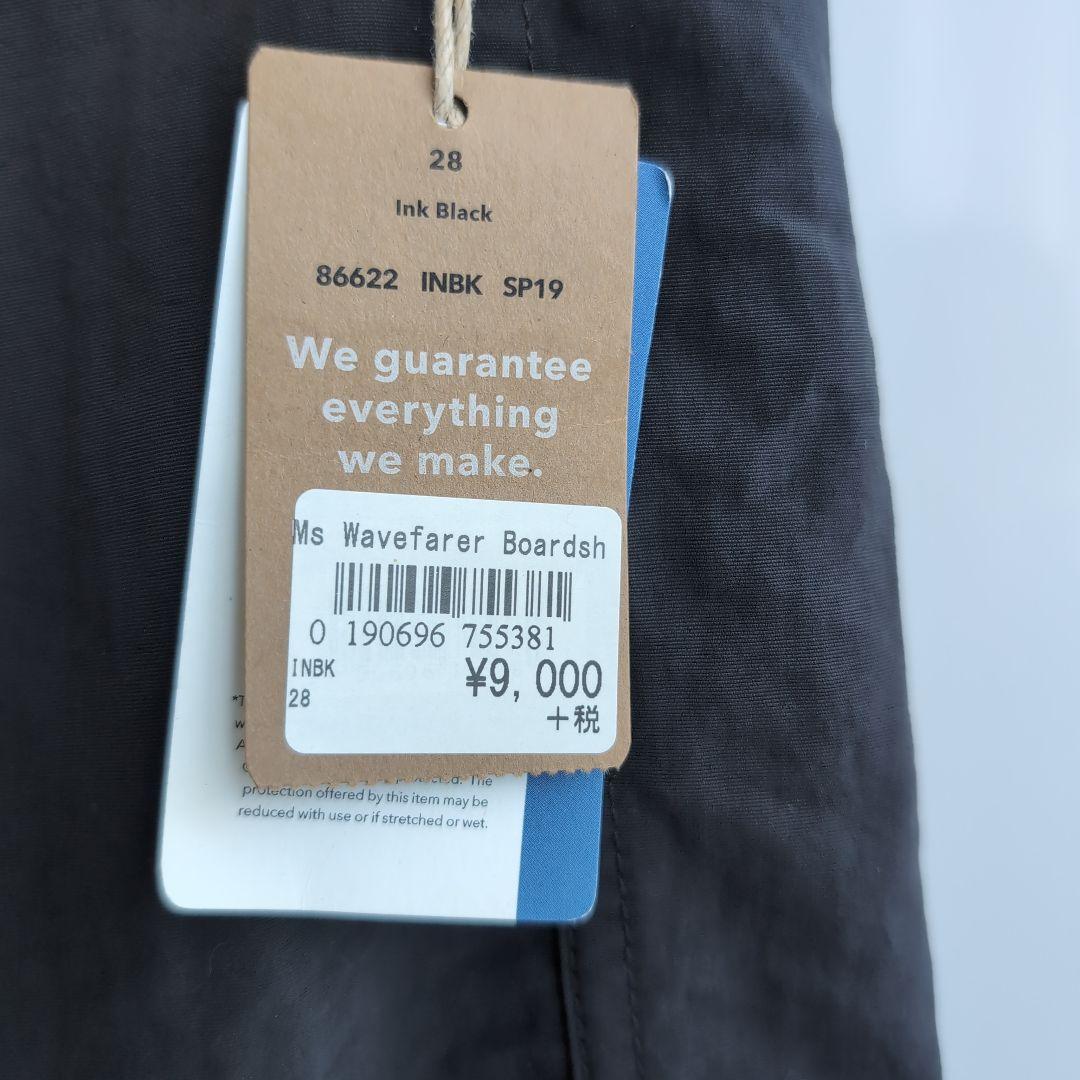 28
Ink Black
86622 INBK SP19
We guarantee
everything
we make.
Ms Wavefarer Boardsh
0 190696 755381
INBK
¥9,000
28
+税
The
protection offered by this item may be
reduced with use or if stretched or wet.